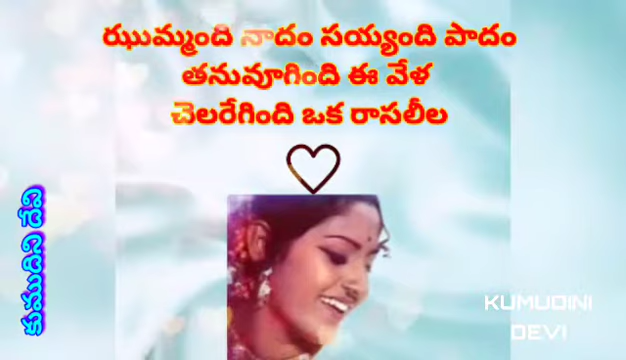 ఝుమ్మంది నాదం సయ్యంది పాదం
తనువూగింది ఈ వేళ
చెలరేగింది ఒక రాసలీల
కుముదిని దేవి
KUMUDINI
DEVI